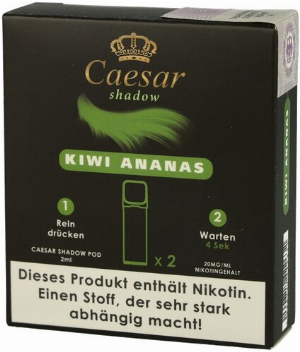 Caesar
shadow
KIWI ANANAS
1
Rein
drücken
2
Warten
4 Sek
CAESAR SHADOW POD
2ml
x 2
20MG/ML
NIKOTINGEHALT
Dieses Produkt enthält Nikotin.
Einen Stoff, der sehr stark
abhängig macht!